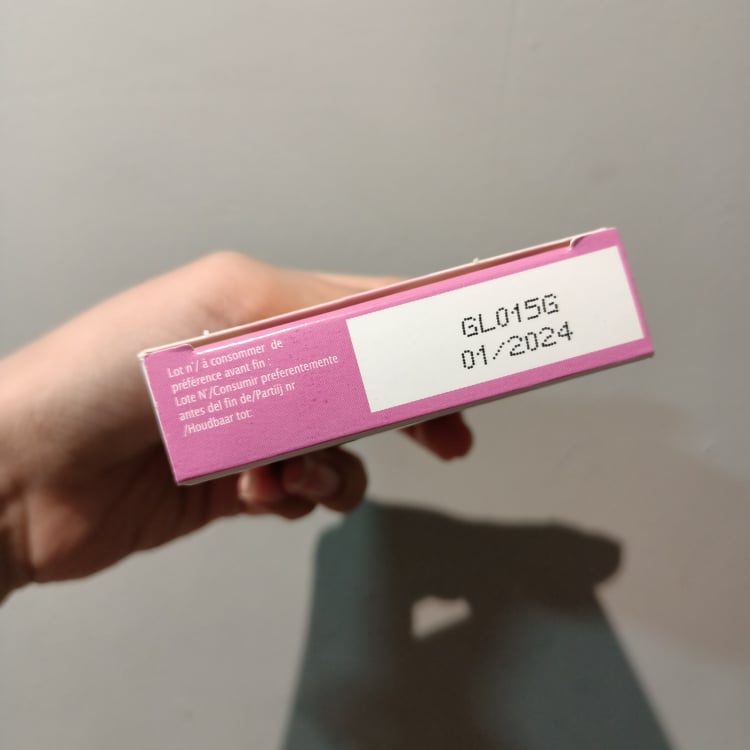 Lot n°/ à consommer de
préférence avant fin :
Lote N°/Consumir preferentemente
antes del fin de/Partij nr
/Houdbaar tot:
GL015G
01/2024